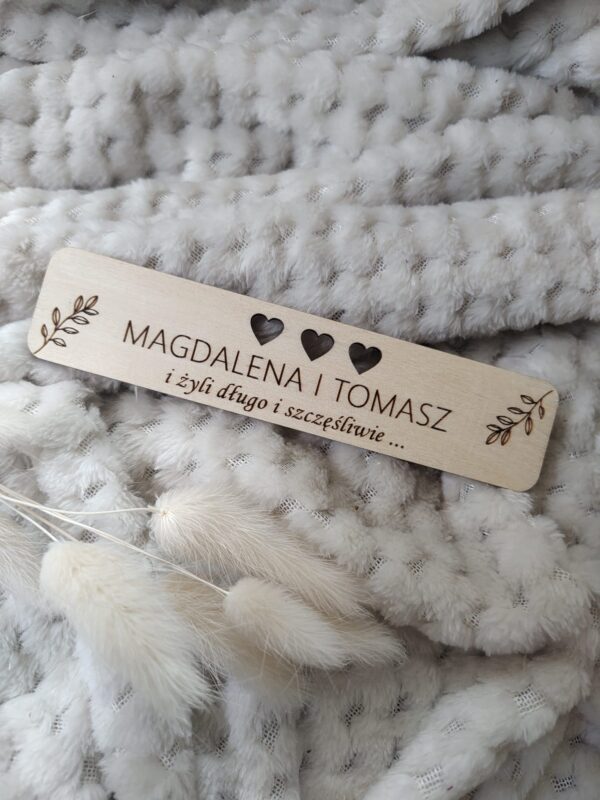 MAGDALENA I TOMASZ
i żyli długo i szczęśliwie ...